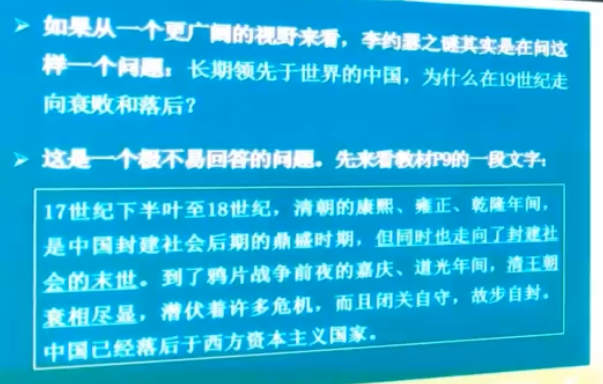 如果从一个更广阔的视野来看，李约瑟之谜其实是在问这
样一个问题：长期领先于世界的中国，为什么在19世纪走
向衰败和落后？
这是一个极不易回答的问题。先来看教材P9的一段文字：
17世纪下半叶至18世纪，清朝的康熙、雍正、乾隆年间，
是中国封建社会后期的鼎盛时期，但同时也走向了封建社
会的末世。到了鸦片战争前夜的嘉庆、道光年间，清王朝
衰相尽显，潜伏着许多危机，而且闭关自守，故步自封。
中国已经落后于西方资本主义国家。